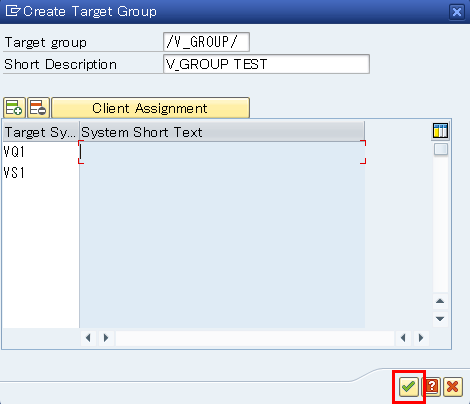 Create Target Group
Target group /V_GROUP/
Short Description V_GROUP TEST
Client Assignment
Target Sy... System Short Text
VQ1
VS1